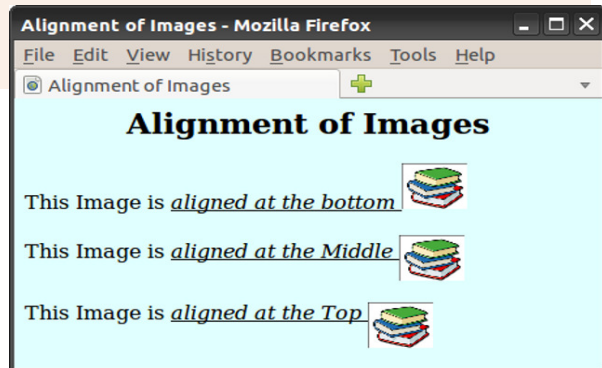 Alignment of Images - Mozilla Firefox
File Edit View History Bookmarks Tools Help
Alignment of Images
Alignment of Images
This Image is aligned at the bottom
This Image is aligned at the Middle
This Image is aligned at the Top